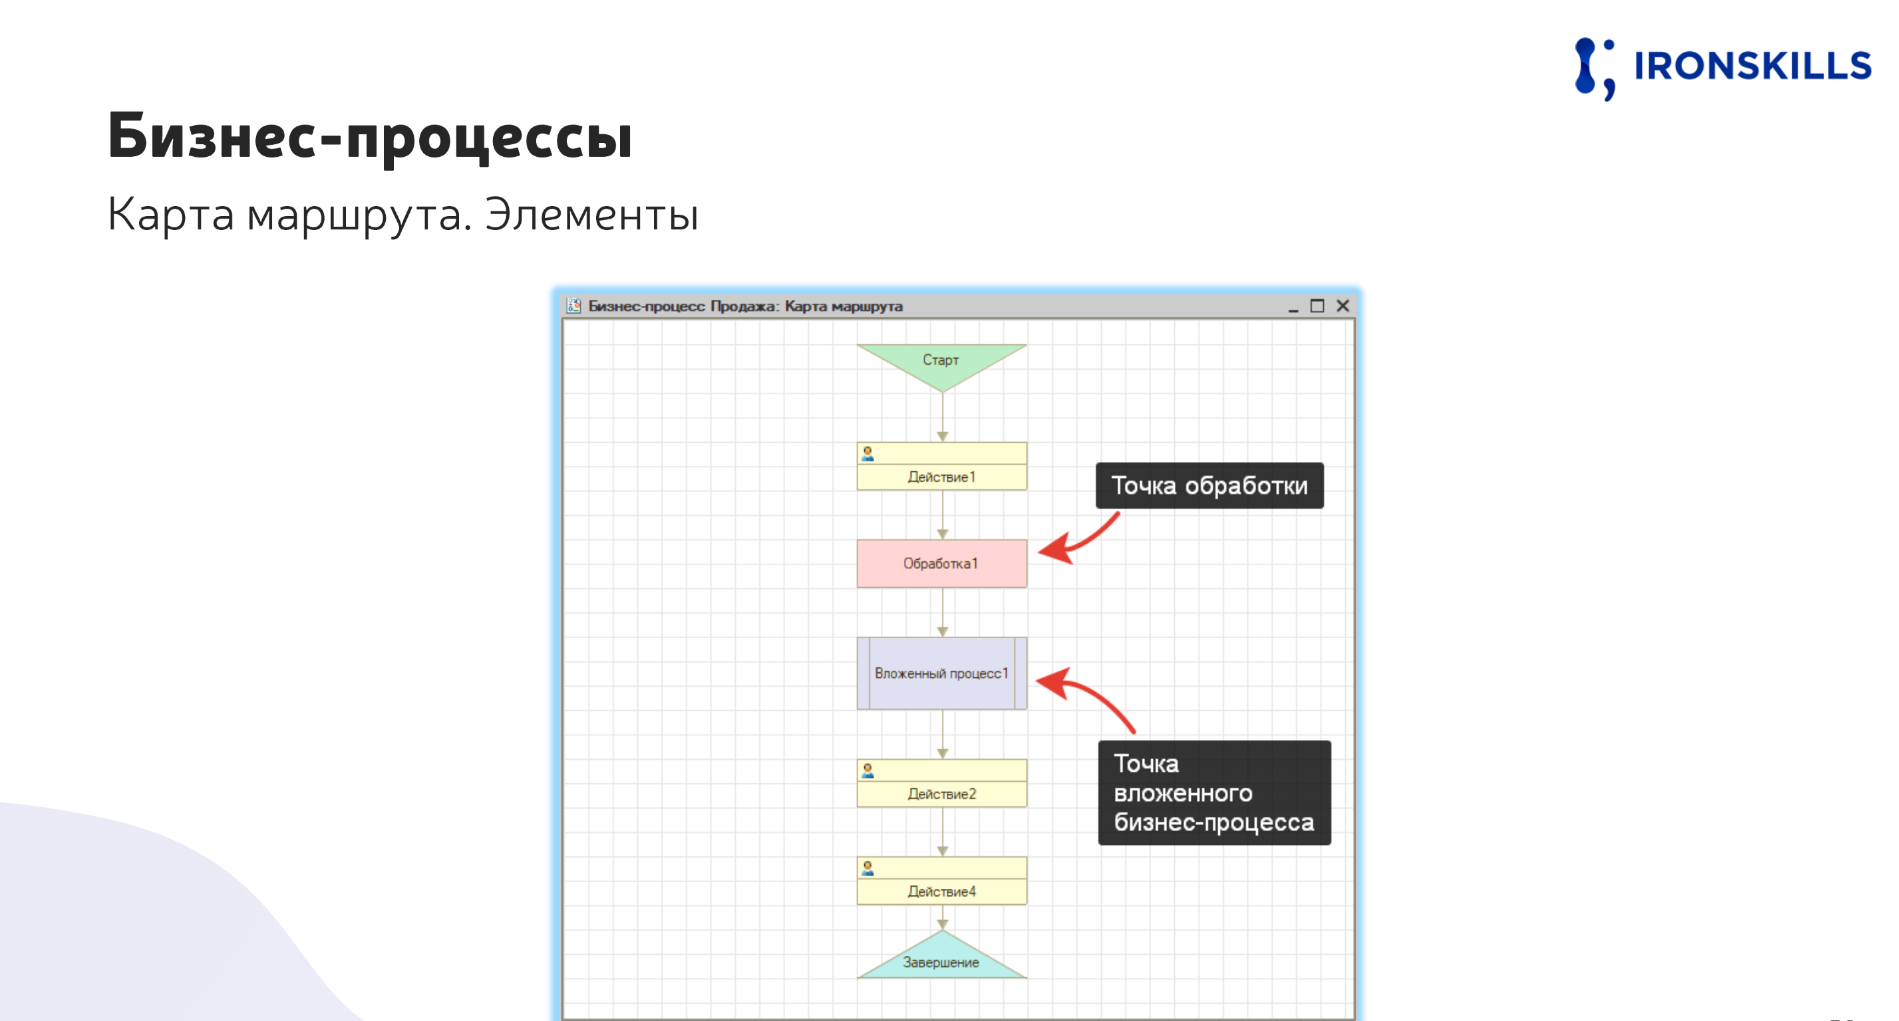 IRONSKILLS
Бизнес-процессы
Карта маршрута. Элементы
Бизнес-процесс Продажа: Карта маршрута
Старт
Действие1
Точка обработки
Обработка1
Вложенный процесс1
Точка
вложенного
бизнес-процесса
Действие2
Действие4
Завершение